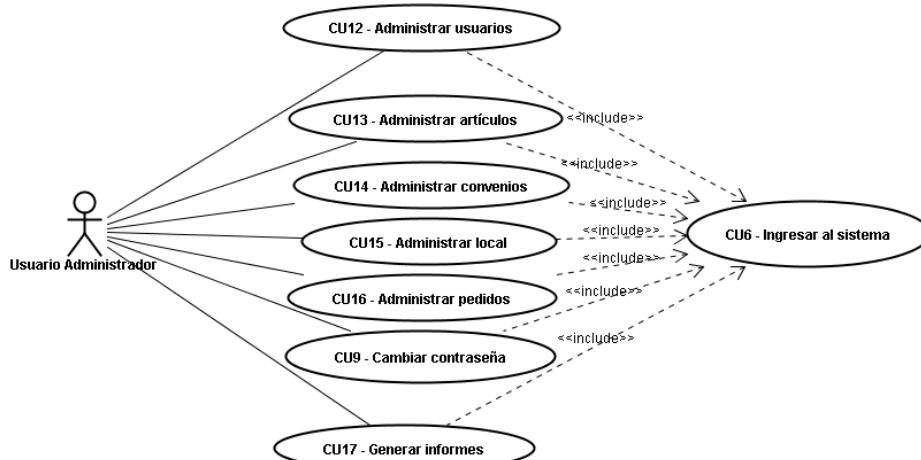 CU12 - Administrar usuarios
CU13 - Administrar artículos
<<include>>
<<include>>
CU14 - Administrar convenios
<<include>>
CU15 - Administrar local
<<include>>
CU6 - Ingresar al sistema
Usuario Administrador
<<include>>
CU16 - Administrar pedidos
<<include>>
CU9 - Cambiar contraseña
<<include>>
CU17 - Generar informes